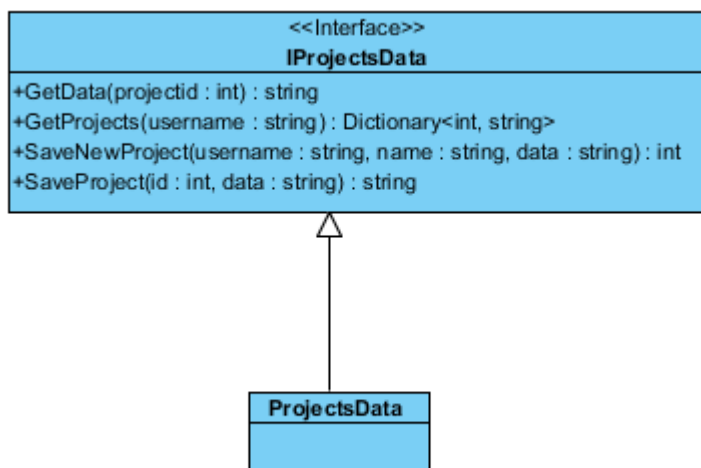 <<Interface>>
IProjectsData
+GetData(projectid : int) : string
+GetProjects(username : string) : Dictionary<int, string>
+SaveNewProject(username : string, name : string, data : string) : int
+SaveProject(id : int, data : string) : string
ProjectsData